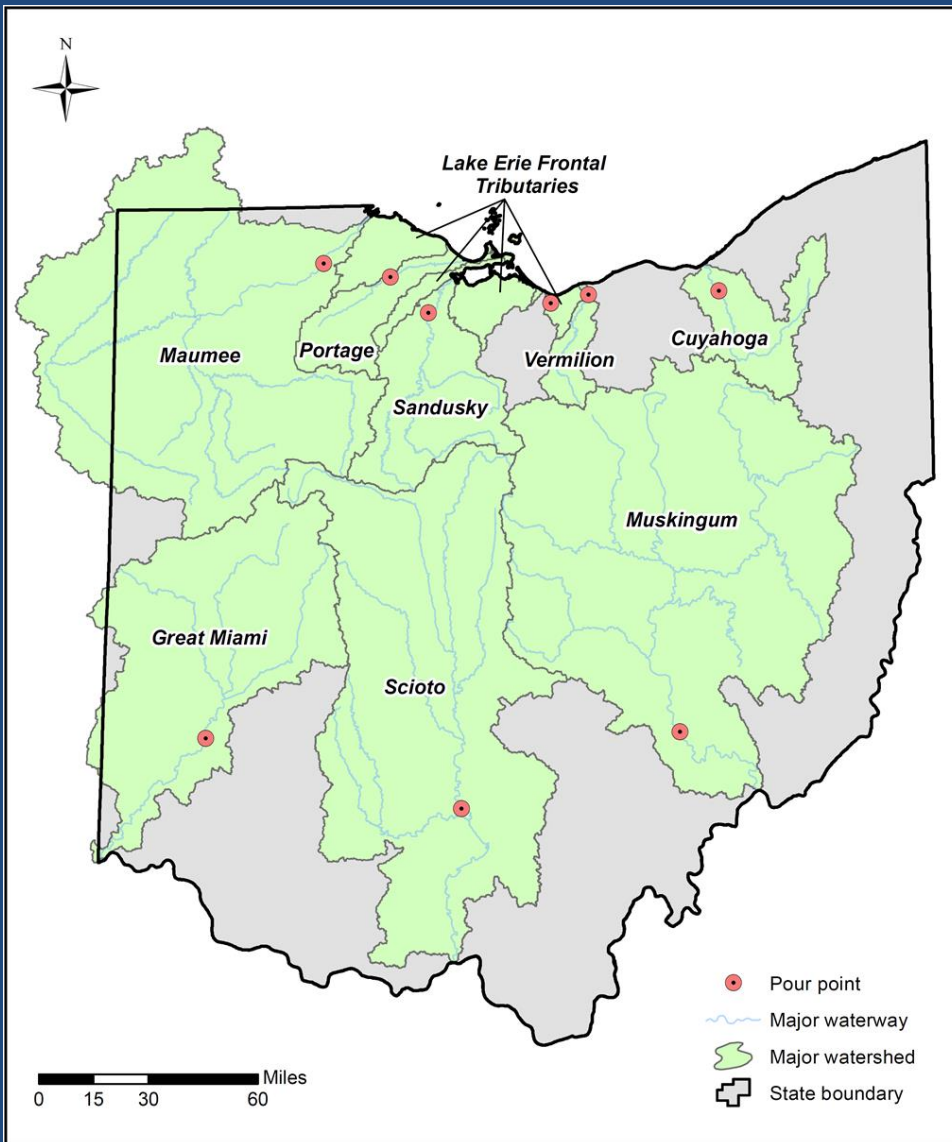 N
Lake Erie Frontal
Tributaries
Maumee
Portage
Sandusky
Vermilion
Cuyahoga
Muskingum
Great Miami
Scioto
Pour point
Major waterway
Major watershed
State boundary
Miles
0 15 30 60